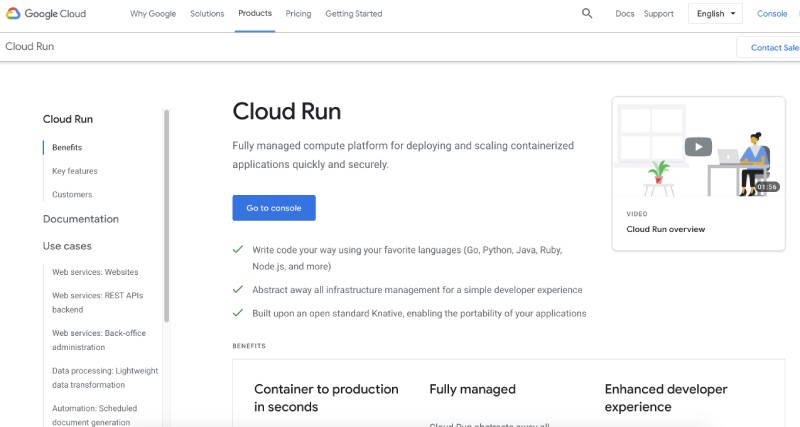 Google Cloud
Why Google
Solutions
Products
Pricing
Getting Started
Docs
Support
English
Console
Cloud Run
Contact Sale
Cloud Run
Benefits
Key features
Customers
Documentation
Use cases
Web services: Websites
Web services: REST APIs
backend
Web services: Back-office
administration
Data processing: Lightweight
data transformation
Automation: Scheduled
document generation
Cloud Run
Fully managed compute platform for deploying and scaling containerized
applications quickly and securely.
Go to console
Write code your way using your favorite languages (Go, Python, Java, Ruby,
Node.js, and more)
Abstract away all infrastructure management for a simple developer experience
Built upon an open standard Knative, enabling the portability of your applications
01:56
VIDEO
Cloud Run overview
BENEFITS
Container to production
in seconds
Fully managed
Cloud Run abstracts away all
Enhanced developer
experience